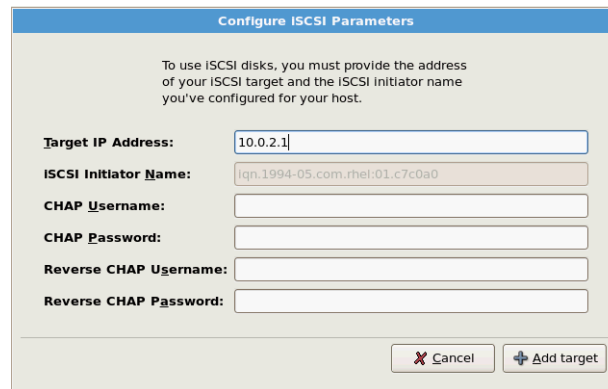 Configure iSCSI Parameters
To use iSCSI disks, you must provide the address
of your iSCSI target and the iSCSI initiator name
you've configured for your host.
Target IP Address: 10.0.2.1
iSCSI Initiator Name: iqn.1994-05.com.rhel:01.c7c0a0
CHAP Username:
CHAP Password:
Reverse CHAP Username:
Reverse CHAP Password:
Cancel Add target